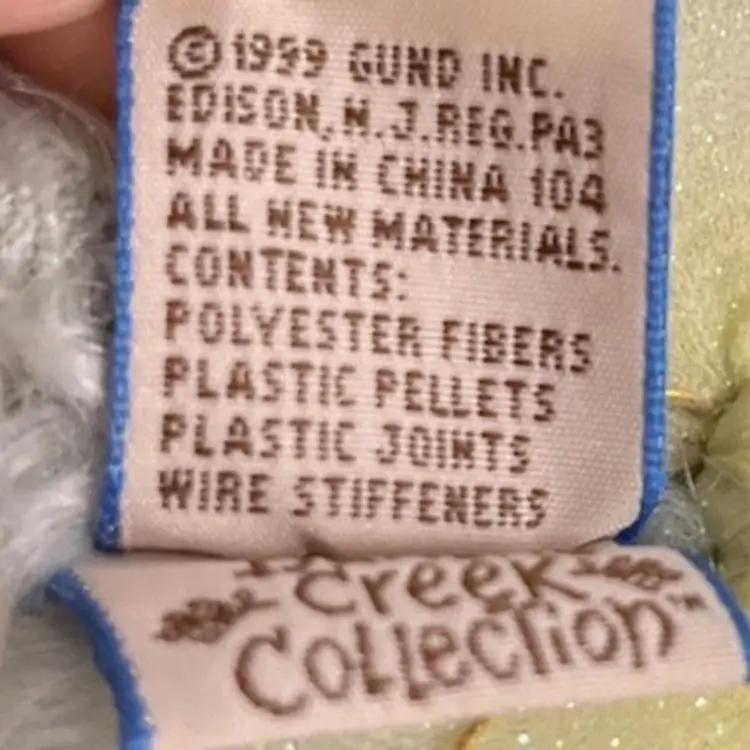 © 1999 GUND INC.
EDISON, N.J. REG. PA3
MADE IN CHINA 104
ALL NEW MATERIALS.
CONTENTS:
POLYESTER FIBERS
PLASTIC PELLETS
PLASTIC JOINTS
WIRE STIFFENERS
Creek
Collection™